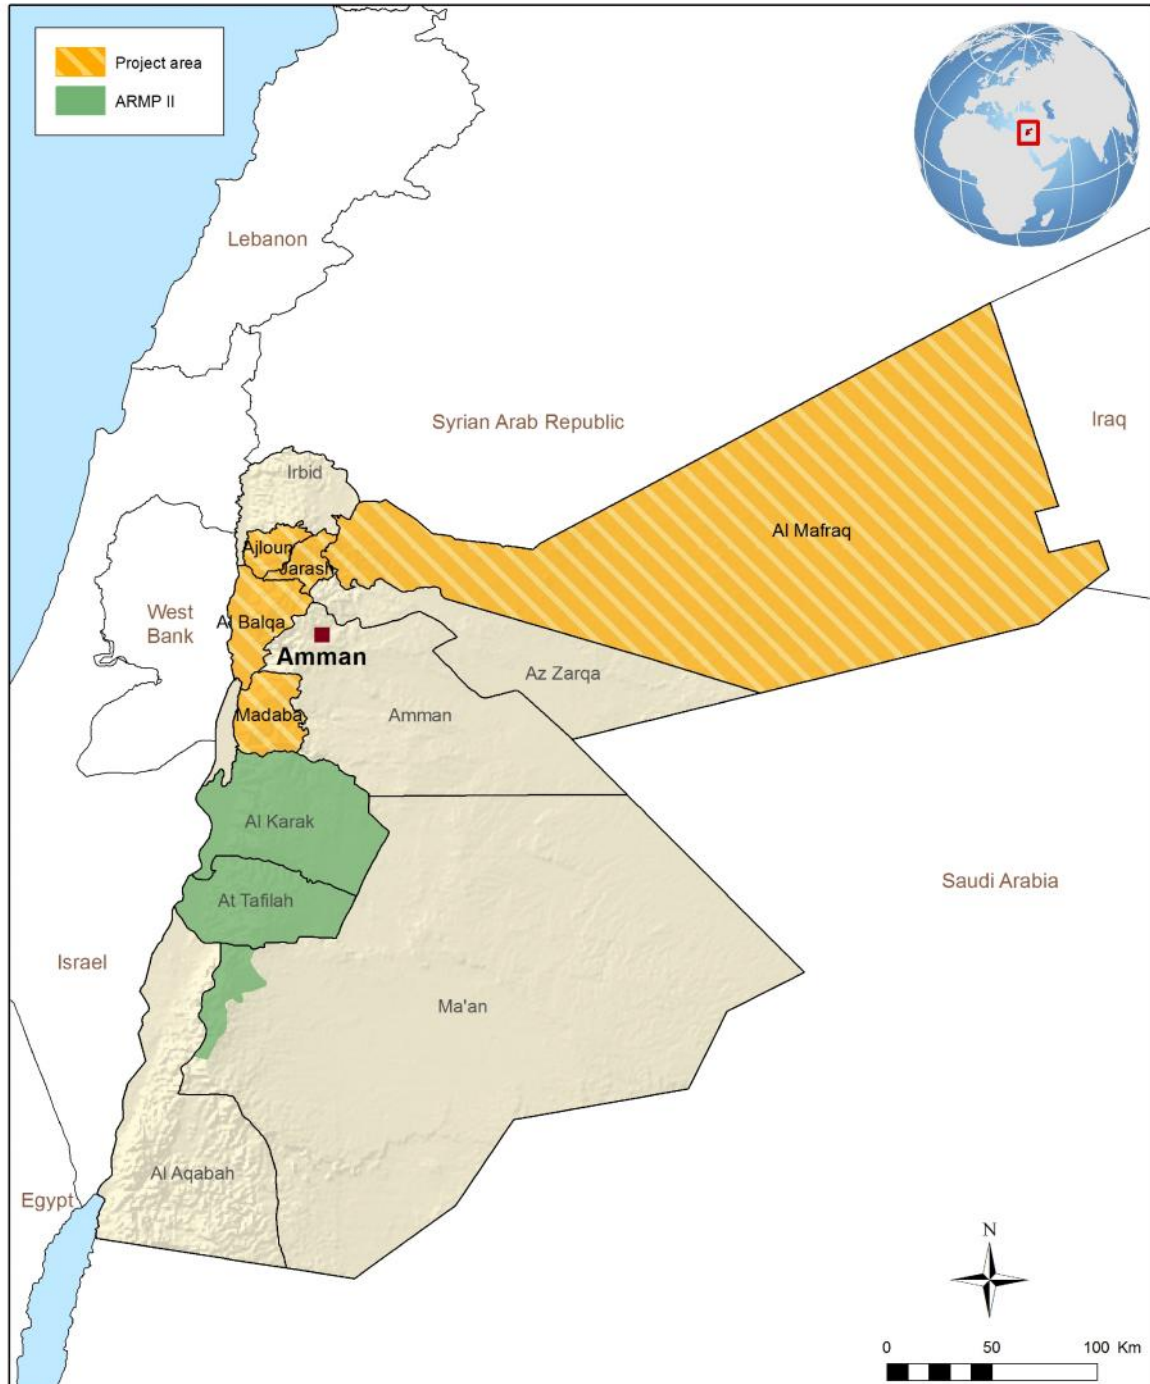 Project area
ARMP II
Lebanon
Syrian Arab Republic
Iraq
Irbid
Al Mafraq
Ajloun
Jarash
West
Bank
Al Balqa
Amman
Az Zarqa
Madaba
Amman
Al Karak
Saudi Arabia
At Tafilah
Israel
Ma'an
Al Aqabah
Egypt
N
0 50 100 Km